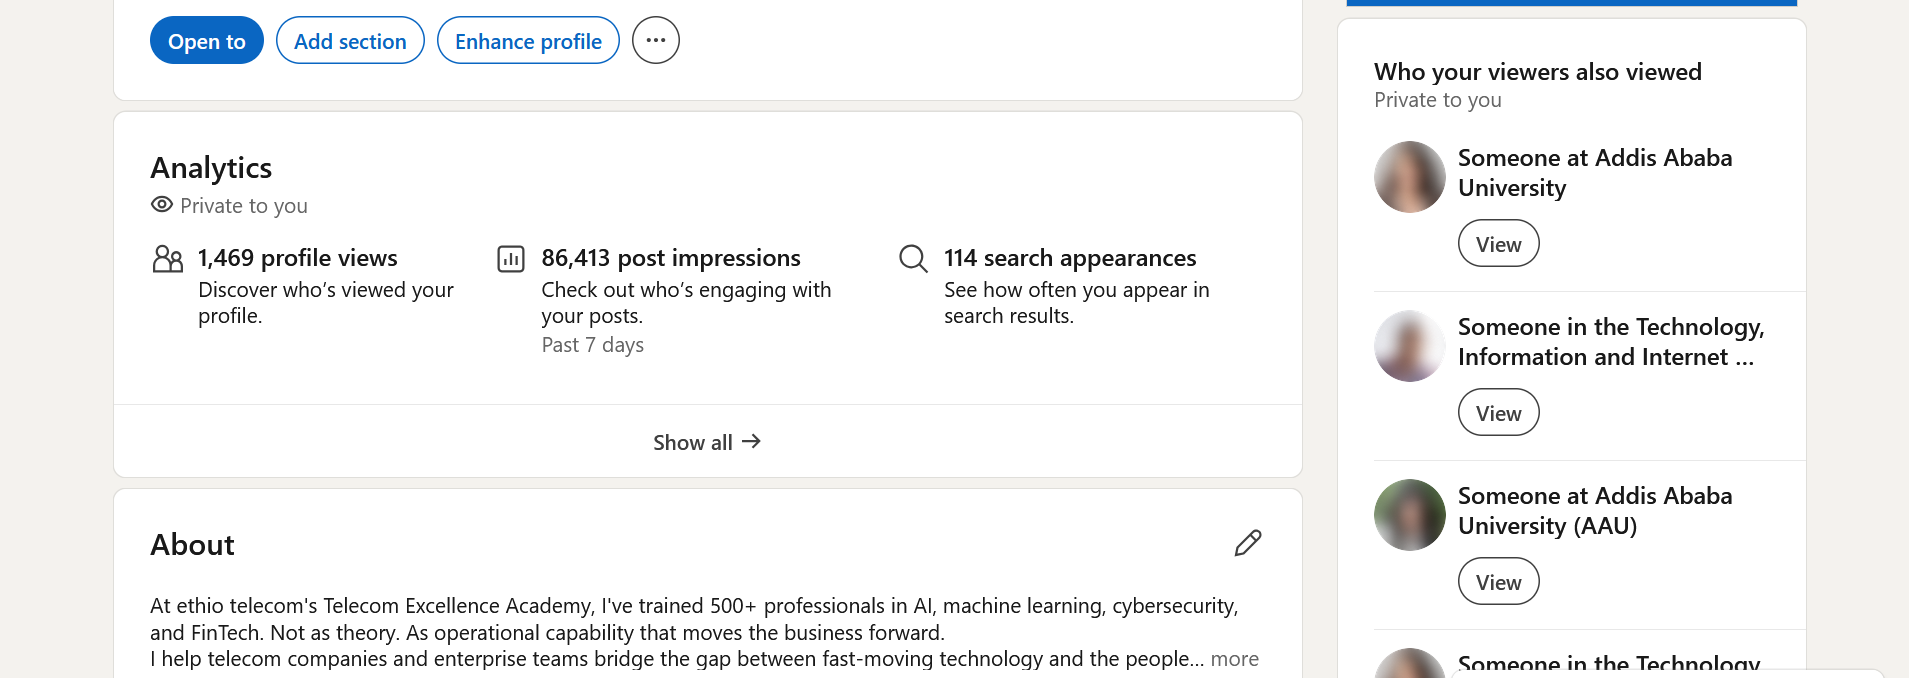 Open to
Add section
Enhance profile
Analytics
Private to you
1,469 profile views
Discover who's viewed your
profile.
86,413 post impressions
Check out who's engaging with
your posts.
Past 7 days
114 search appearances
See how often you appear in
search results.
Show all →
About
At ethio telecom's Telecom Excellence Academy, I've trained 500+ professionals in AI, machine learning, cybersecurity,
and FinTech. Not as theory. As operational capability that moves the business forward.
I help telecom companies and enterprise teams bridge the gap between fast-moving technology and the people... more
Who your viewers also viewed
Private to you
Someone at Addis Ababa
University
View
Someone in the Technology,
Information and Internet ...
View
Someone at Addis Ababa
University (AAU)
View
Someone in the Technology